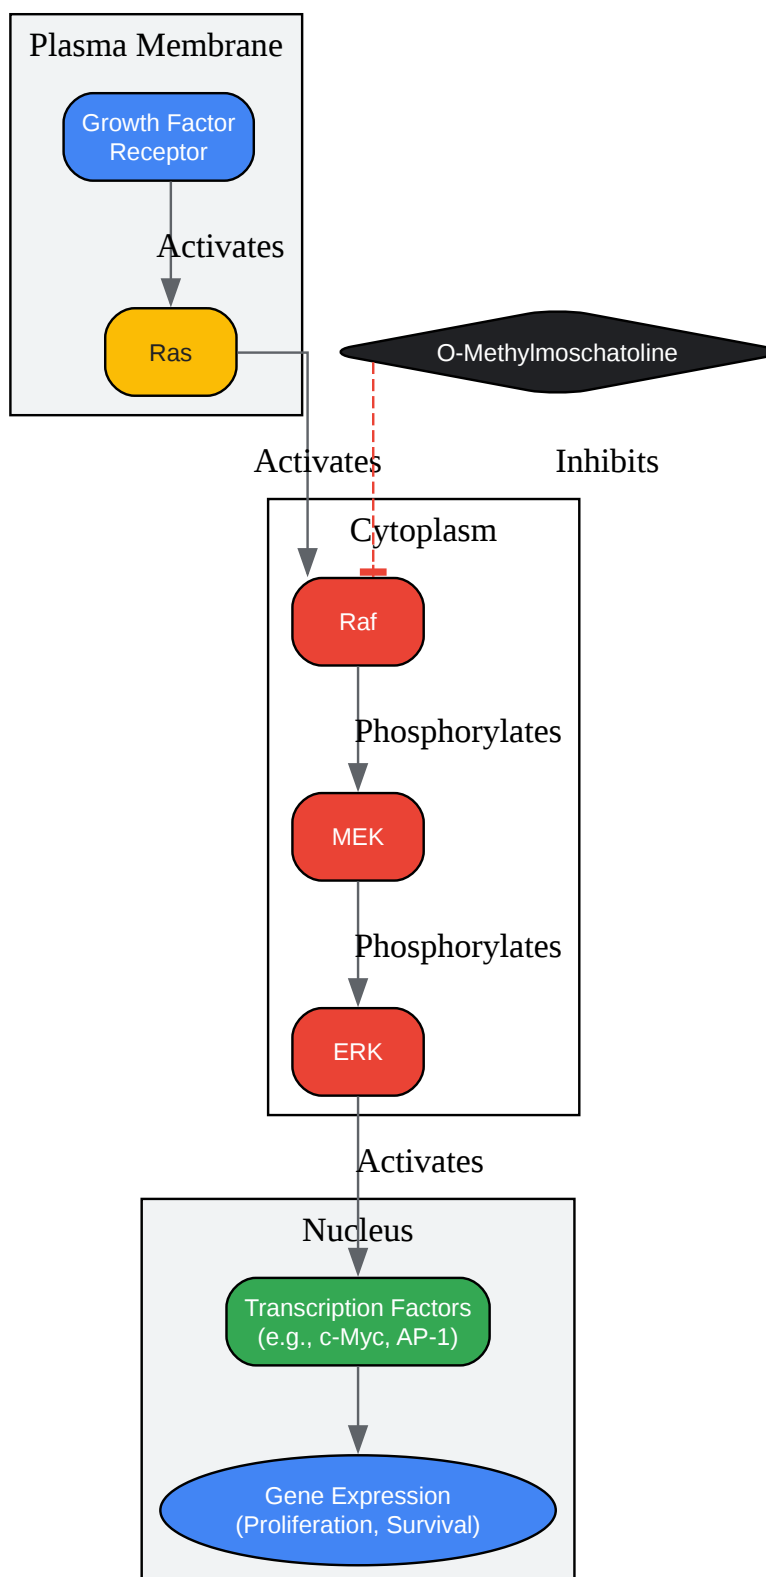 Plasma Membrane
Growth Factor
Receptor
Activates
Ras
O-Methylmoschatoline
Activates
Inhibits
Cytoplasm
Raf
Phosphorylates
MEK
Phosphorylates
ERK
Activates
Nucleus
Transcription Factors
(e.g., c-Myc, AP-1)
Gene Expression
(Proliferation, Survival)